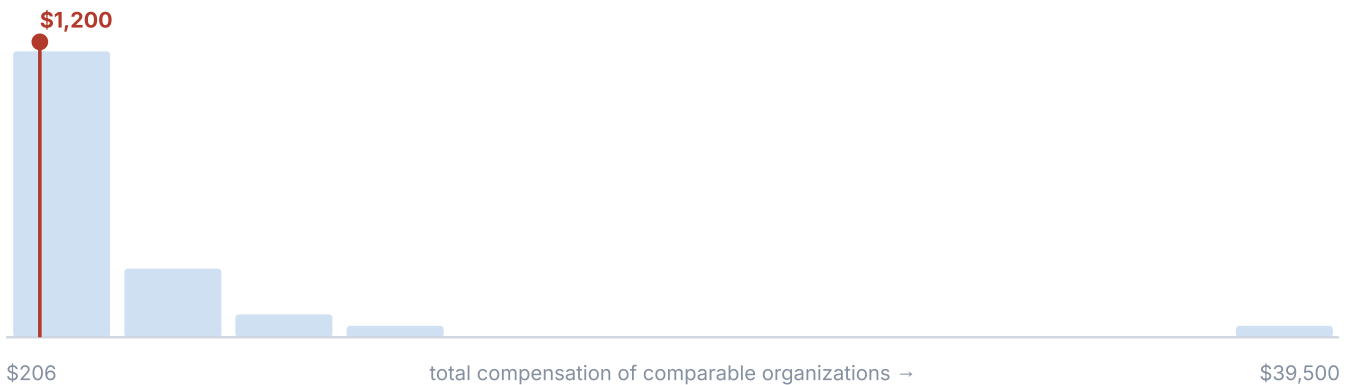 $1,200
$206 total compensation of comparable organizations → $39,500